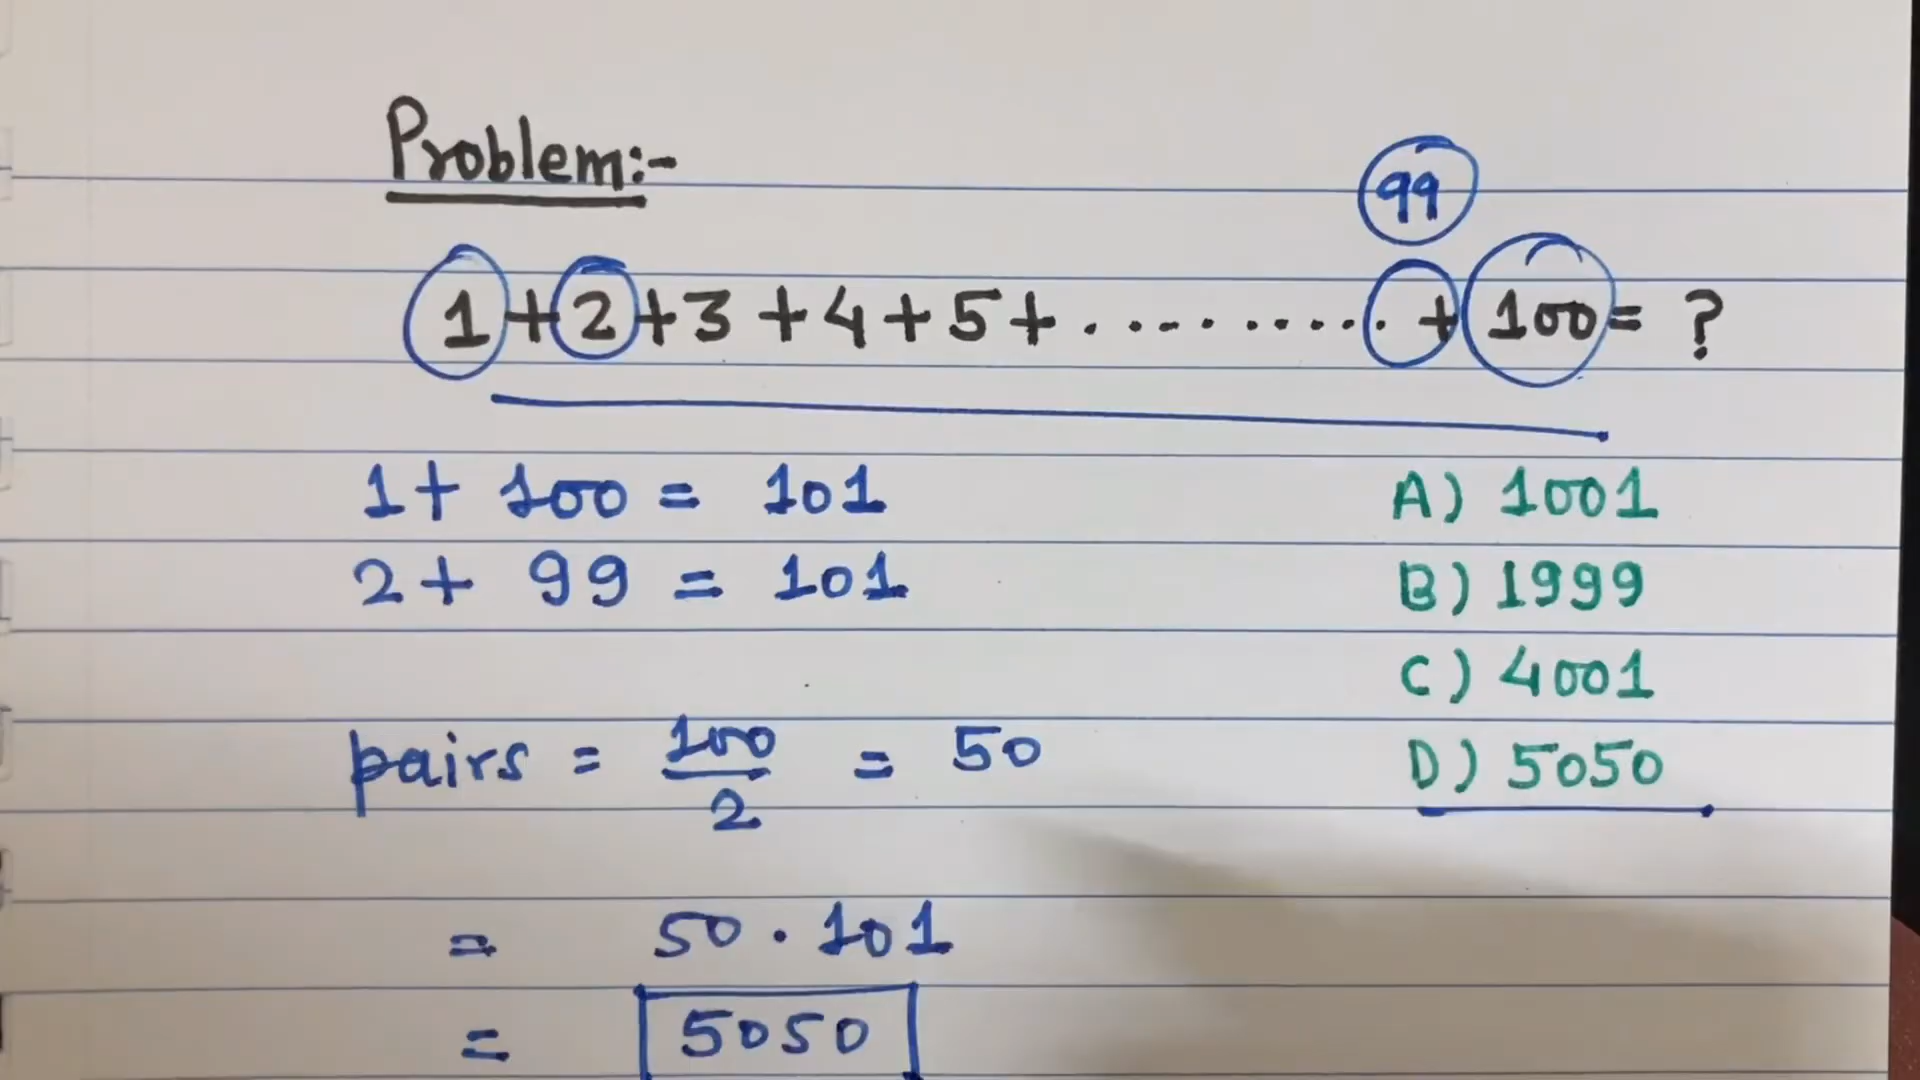 Problem:-
99
1+2+3+4+5+.............+100= ?
1+ 100 = 101
2+ 99 = 101
pairs = 100/2 = 50
= 50 . 101
= 5050
A) 1001
B) 1999
C) 4001
D) 5050